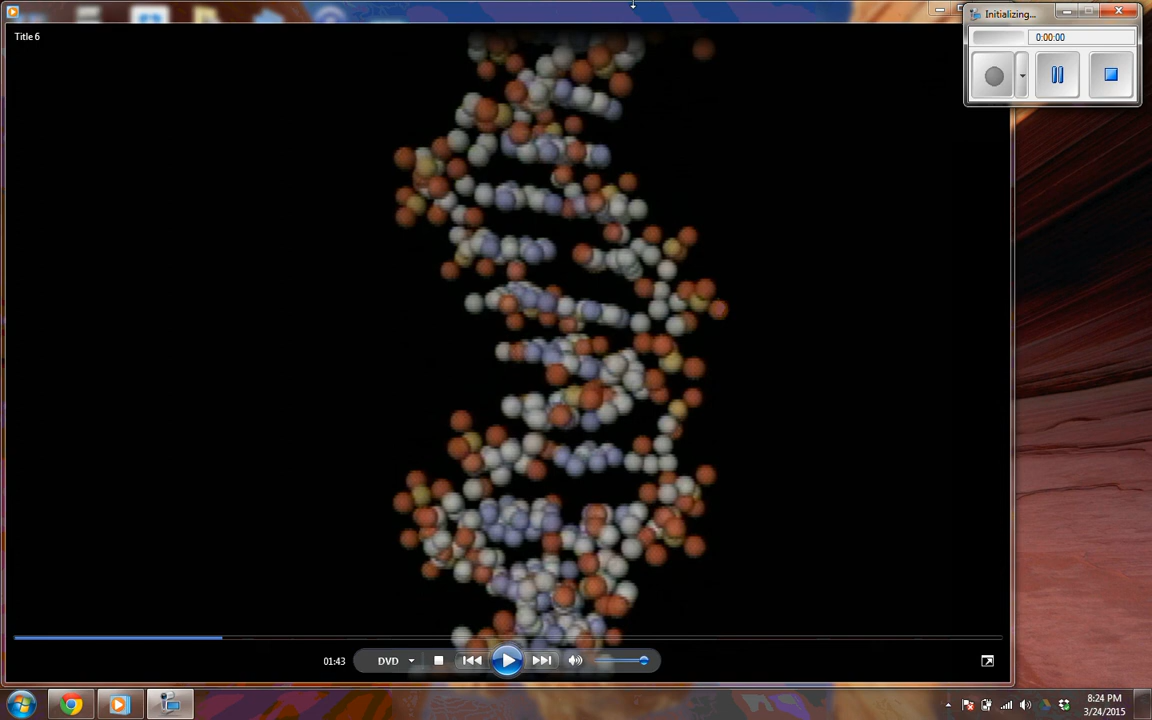 Title 6
Initializing...
0:00:00
01:43
DVD
8:24 PM
3/24/2015